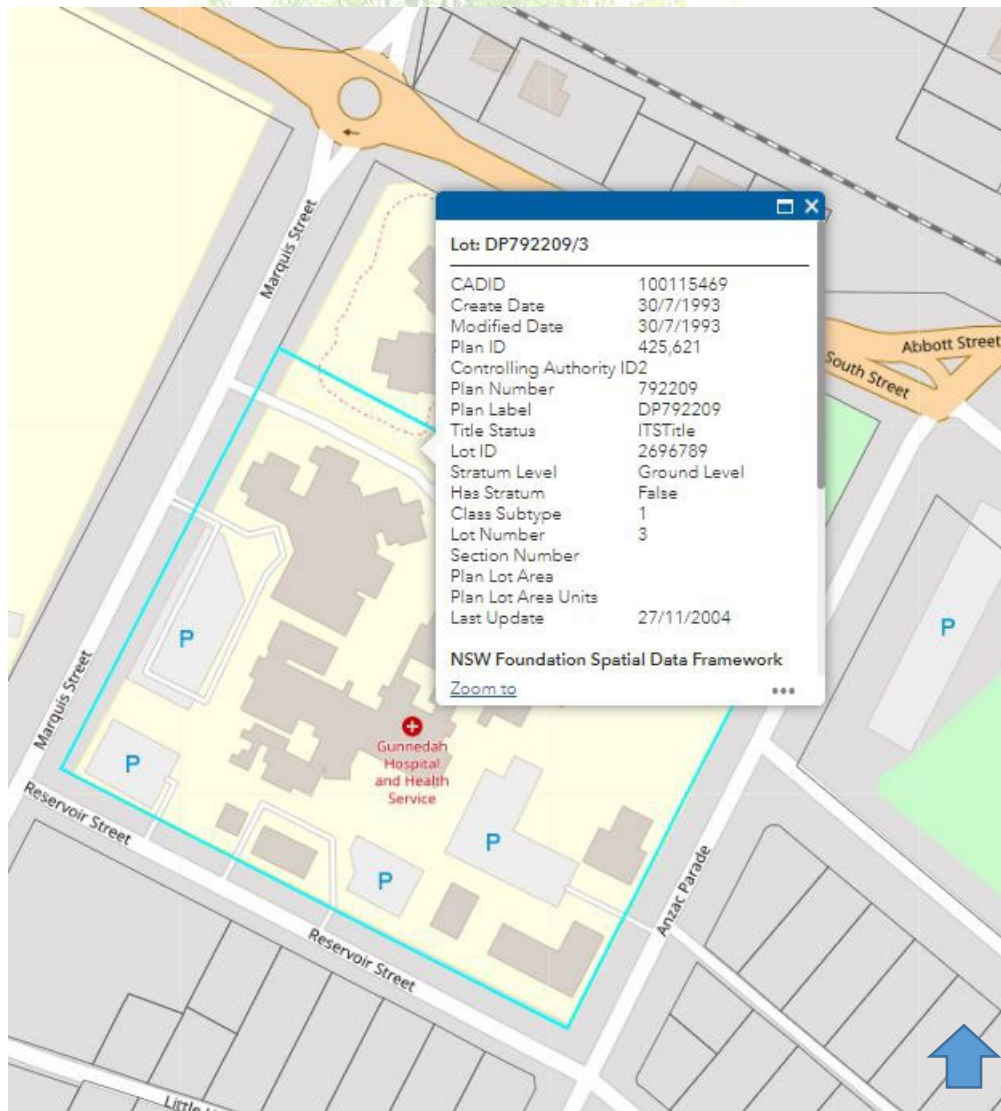 Marquis Street
Lot: DP792209/3
CADID 100115469
Create Date 30/7/1993
Modified Date 30/7/1993
Plan ID 425,621
Controlling Authority ID2
Plan Number 792209
Plan Label DP792209
Title Status ITSTitle
Lot ID 2696789
Stratum Level Ground Level
Has Stratum False
Class Subtype 1
Lot Number 3
Section Number
Plan Lot Area
Plan Lot Area Units
Last Update 27/11/2004
NSW Foundation Spatial Data Framework
Zoom to
South Street
Abbott Street
P
P
Marquis Street
P
Gunnedah
Hospital
and Health
Service
Reservoir Street
P
P
Anzac Parade
Reservoir Street
Little